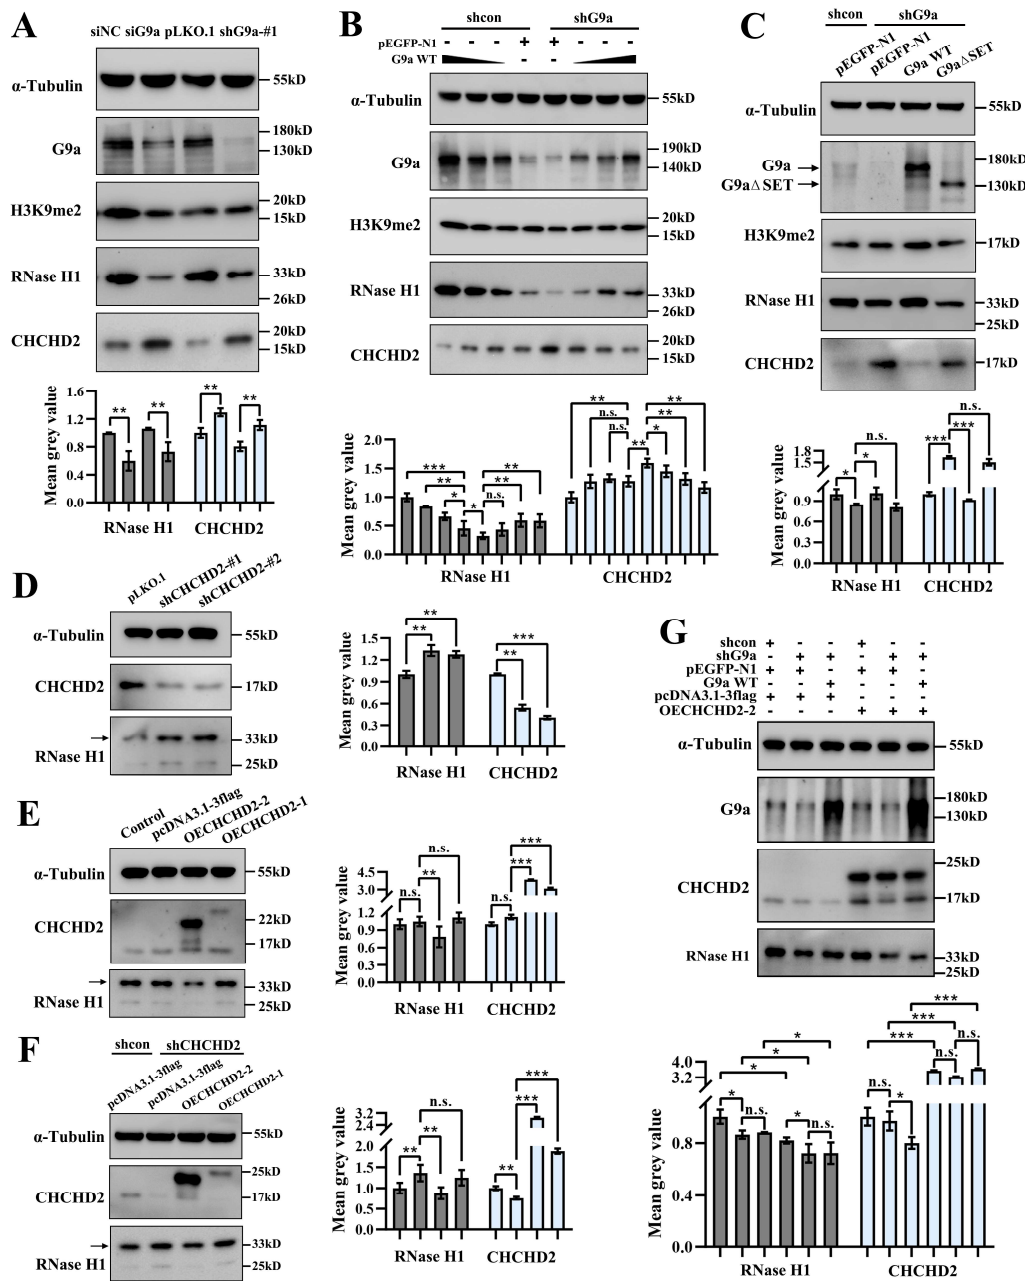 A
siNC siG9a pLKO.1 shG9a-#1
α-Tubulin
55kD
G9a
180kD
130kD
H3K9me2
20kD
15kD
RNase II1
33kD
26kD
CHCHD2
20kD
15kD
Mean grey value
1.6
1.2
0.8
0.4
0.0
** ** ** **
RNase H1 CHCHD2
B
shcon shG9a
pEGFP-N1 - - - + + - - -
G9a WT - -
α-Tubulin
55kD
G9a
190kD
140kD
H3K9me2
20kD
15kD
RNase H1
33kD
26kD
CHCHD2
20kD
15kD
Mean grey value
2.0
1.5
1.0
0.5
0.0
*** ** * * n.s. ** **
** n.s. n.s. ** * ** **
RNase H1 CHCHD2
C
shcon shG9a
pEGFP-N1 pEGFP-N1 G9a WT G9aΔSET
α-Tubulin
55kD
G9a
G9aΔSET
180kD
130kD
H3K9me2
17kD
RNase H1
33kD
25kD
CHCHD2
17kD
Mean grey value
1.8
1.5
0.9
0.6
0.3
0.0
* * n.s. *** *** n.s.
RNase H1 CHCHD2
D
pLKO.1 shCHCHD2-#1 shCHCHD2-#2
α-Tubulin
55kD
CHCHD2
17kD
RNase H1
33kD
25kD
Mean grey value
1.5
1.2
0.9
0.6
0.3
0.0
** ** ** ***
RNase H1 CHCHD2
E
Control pcDNA3.1-3flag OECHCHD2-2 OECHCHD2-1
α-Tubulin
55kD
CHCHD2
22kD
17kD
RNase H1
33kD
25kD
Mean grey value
4.5
3.0
1.2
0.9
0.6
0.3
0.0
n.s. ** n.s. n.s. *** ***
RNase H1 CHCHD2
F
shcon shCHCHD2
pcDNA3.1-3flag pcDNA3.1-3flag OECHCHD2-2 OECHCHD2-1
α-Tubulin
55kD
CHCHD2
25kD
17kD
RNase H1
33kD
25kD
Mean grey value
3.2
2.4
2.0
1.5
1.0
0.5
0.0
** ** n.s. ** *** ***
RNase H1 CHCHD2
G
shcon + - - + - -
shG9a - + + - + +
pEGFP-N1 + + - + + -
G9a WT - - + - - +
pcDNA3.1-3flag + + + - - -
OECHCHD2-2 - - - + + +
α-Tubulin
55kD
G9a
180kD
130kD
CHCHD2
25kD
17kD
RNase H1
33kD
25kD
Mean grey value
4.0
3.2
0.8
0.4
0.0
* n.s. * n.s. * * *
n.s. * n.s. n.s. *** *** ***
RNase H1 CHCHD2